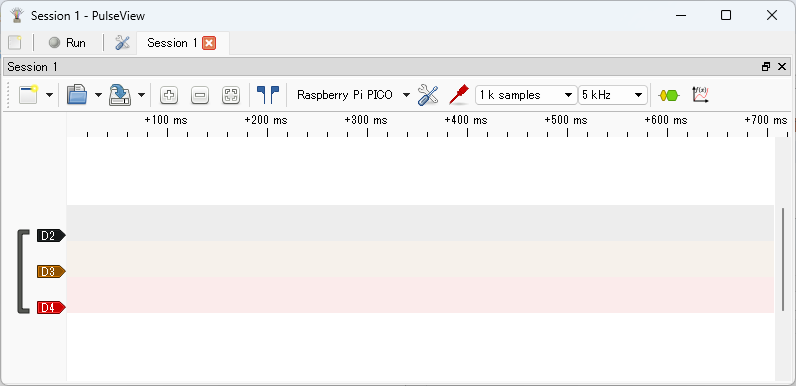 Session 1 - PulseView
Run
Session 1
Session 1
Raspberry Pi PICO
1 k samples
5 kHz
f(x):
+100 ms +200 ms +300 ms +400 ms +500 ms +600 ms +700 ms
D2
D3
D4